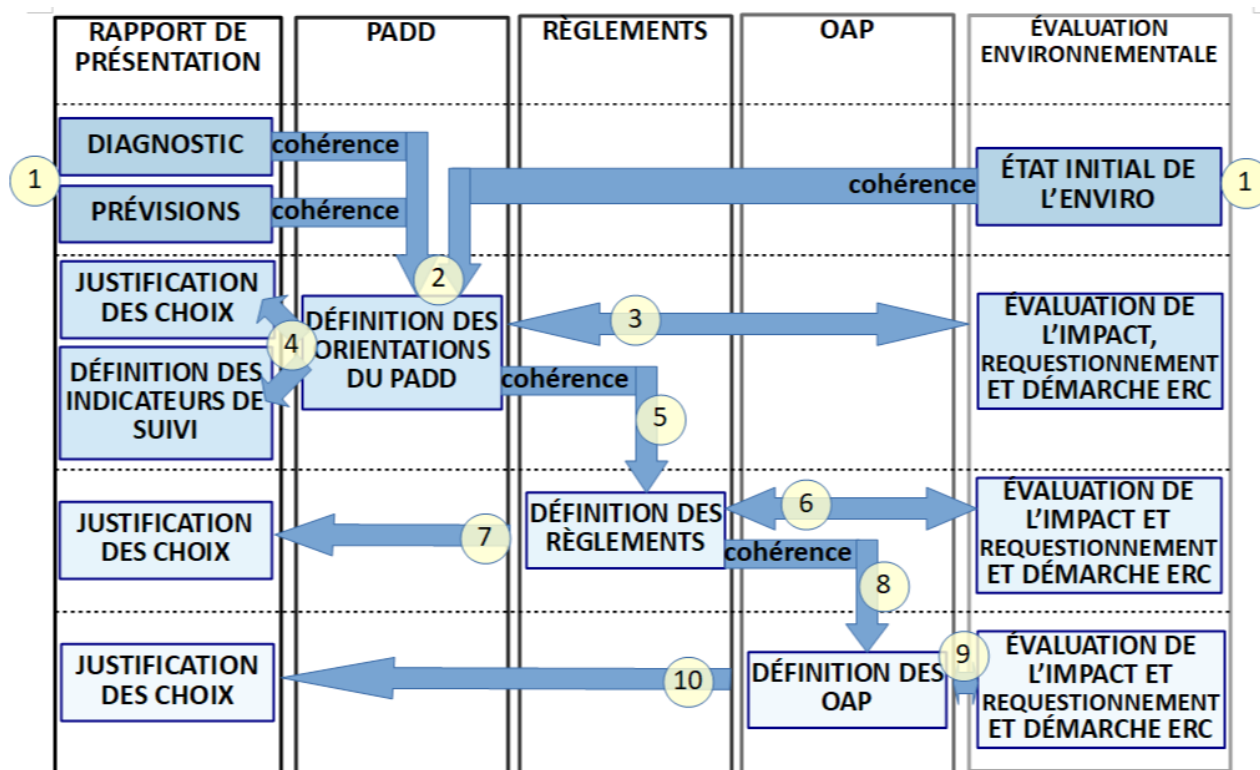 RAPPORT DE
PRÉSENTATION
PADD
RÈGLEMENTS
OAP
ÉVALUATION
ENVIRONNEMENTALE
1
DIAGNOSTIC
cohérence
PRÉVISIONS
cohérence
cohérence
ÉTAT INITIAL DE
L'ENVIRO
1
JUSTIFICATION
DES CHOIX
DÉFINITION DES
INDICATEURS DE
SUIVI
4
2
DÉFINITION DES
ORIENTATIONS
DU PADD
3
ÉVALUATION DE
L'IMPACT,
REQUESTIONNEMENT
ET DÉMARCHE ERC
cohérence
5
JUSTIFICATION
DES CHOIX
7
DÉFINITION DES
RÈGLEMENTS
6
ÉVALUATION DE
L'IMPACT ET
REQUESTIONNEMENT
ET DÉMARCHE ERC
cohérence
8
JUSTIFICATION
DES CHOIX
10
DÉFINITION DES
OAP
9
ÉVALUATION DE
L'IMPACT ET
REQUESTIONNEMENT
ET DÉMARCHE ERC